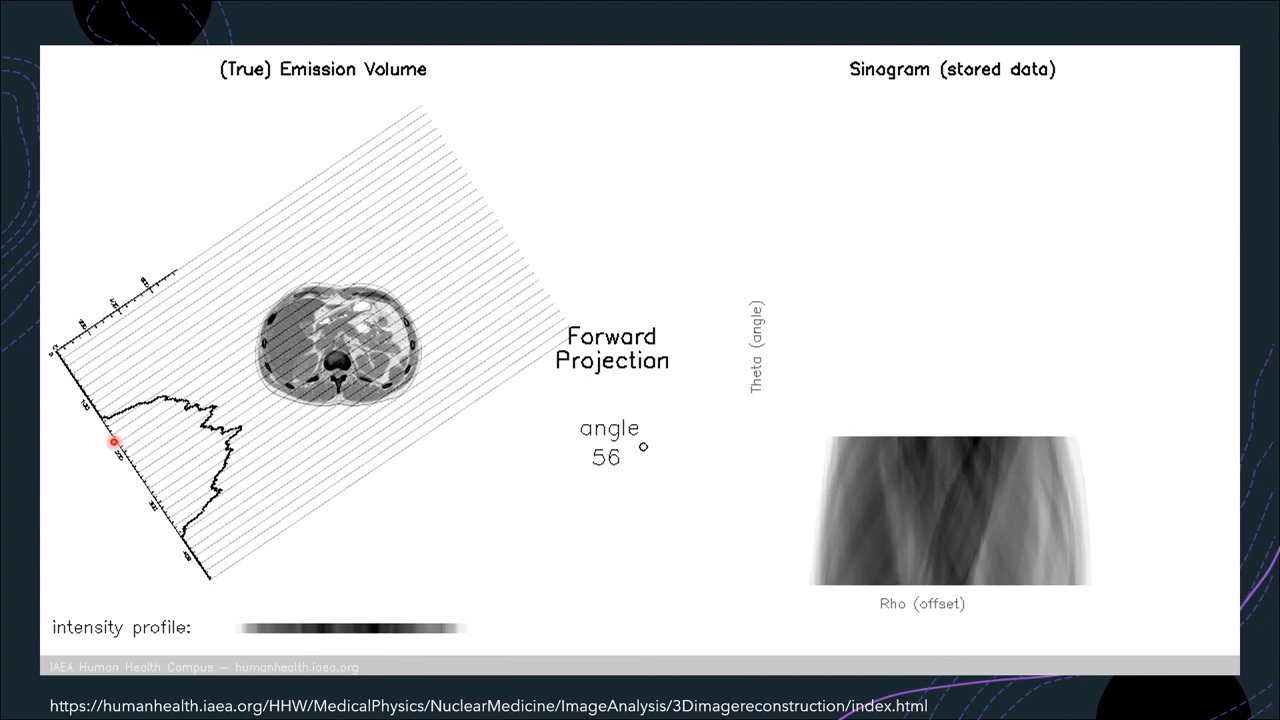 (True) Emission Volume
Sinogram (stored data)
Forward
Projection
angle
56 °
Theta (angle)
Rho (offset)
intensity profile:
IAEA Human Health Campus — humanhealth.iaea.org
https://humanhealth.iaea.org/HHW/MedicalPhysics/NuclearMedicine/ImageAnalysis/3Dimagereconstruction/index.html